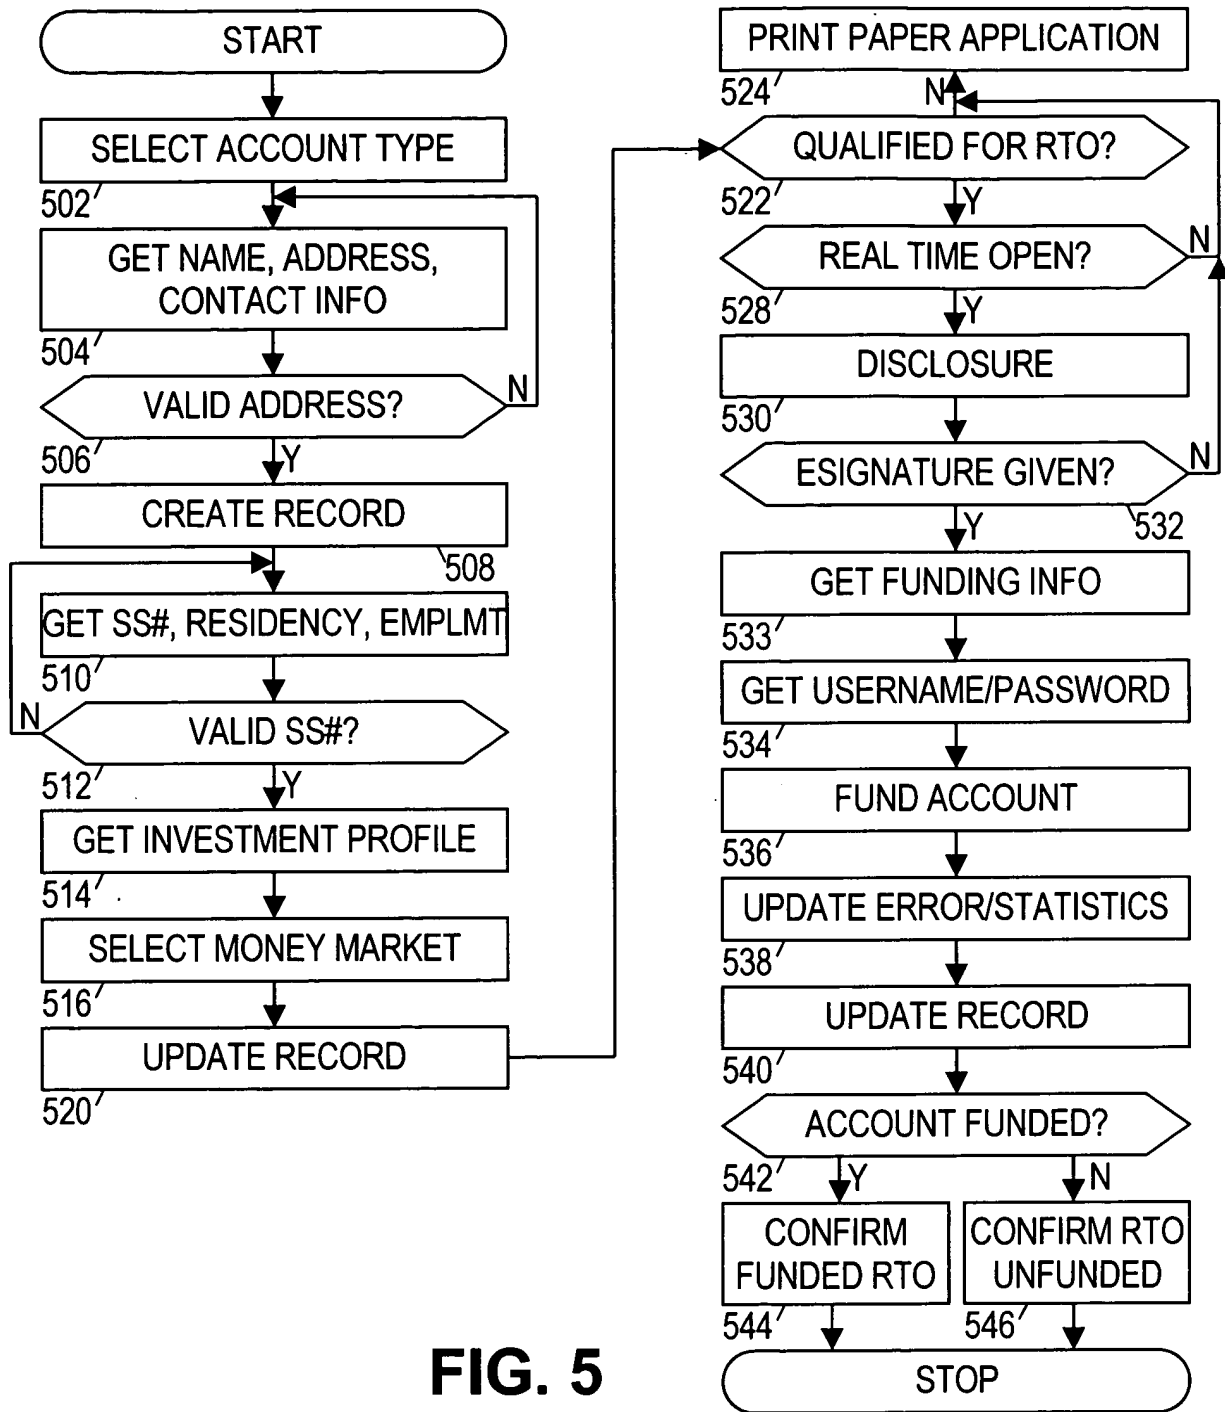 START
SELECT ACCOUNT TYPE
502
GET NAME, ADDRESS,
CONTACT INFO
504
VALID ADDRESS?
N
506
Y
CREATE RECORD
508
GET SS#, RESIDENCY, EMPLMT
510
N
VALID SS#?
512
Y
GET INVESTMENT PROFILE
514
SELECT MONEY MARKET
516
UPDATE RECORD
520
PRINT PAPER APPLICATION
524
N
QUALIFIED FOR RTO?
522
Y
REAL TIME OPEN?
N
528
Y
DISCLOSURE
530
ESIGNATURE GIVEN?
N
532
Y
GET FUNDING INFO
533
GET USERNAME/PASSWORD
534
FUND ACCOUNT
536
UPDATE ERROR/STATISTICS
538
UPDATE RECORD
540
ACCOUNT FUNDED?
542
Y
N
CONFIRM
FUNDED RTO
544
CONFIRM RTO
UNFUNDED
546
STOP
FIG. 5